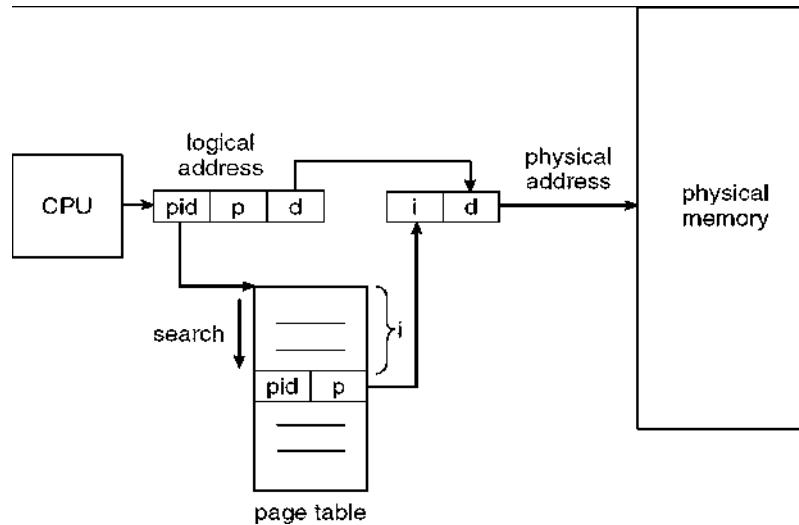 logical
address
physical
address
CPU
pid
p
d
i
d
physical
memory
search
i
pid
p
page table